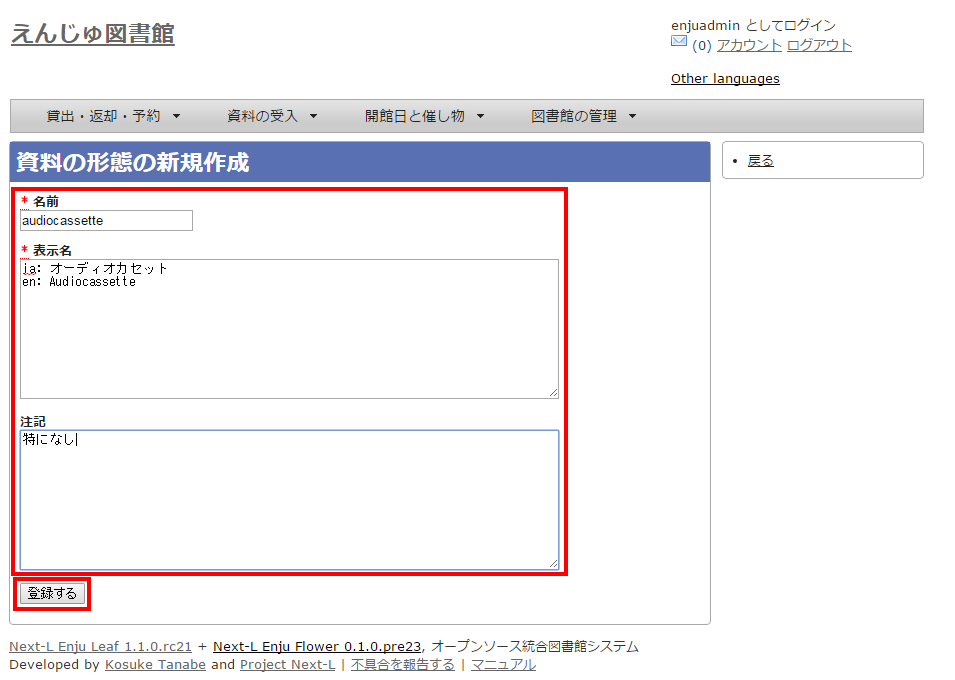 えんじゅ図書館
enjuadmin としてログイン
(0) アカウント ログアウト
Other languages
貸出・返却・予約 ▼ 資料の受入 ▼ 開館日と催し物 ▼ 図書館の管理 ▼
資料の形態の新規作成
• 戻る
* 名前
audiocassette
* 表示名
ja: オーディオカセット
en: Audiocassette
注記
特になし
登録する
Next-L Enju Leaf 1.1.0.rc21 + Next-L Enju Flower 0.1.0.pre23, オープンソース統合図書館システム
Developed by Kosuke Tanabe and Project Next-L | 不具合を報告する | マニュアル